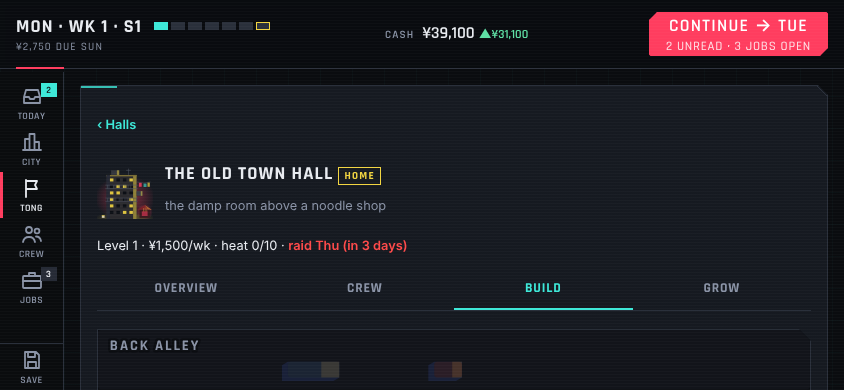 MON · WK 1 · S1
¥2,750 DUE SUN
CASH ¥39,100 ▲¥31,100
CONTINUE → TUE
2 UNREAD · 3 JOBS OPEN
2
TODAY
CITY
TONG
CREW
3
JOBS
SAVE
‹ Halls
THE OLD TOWN HALL HOME
the damp room above a noodle shop
Level 1 · ¥1,500/wk · heat 0/10 · raid Thu (in 3 days)
OVERVIEW CREW BUILD GROW
BACK ALLEY